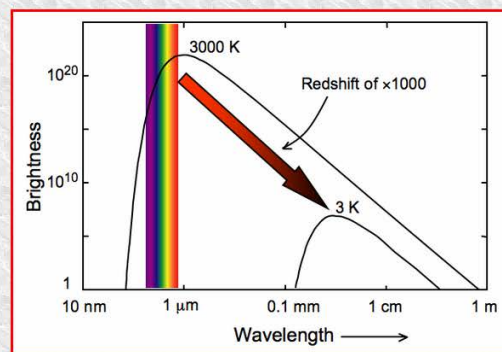 3000 K
10²⁰
Redshift of ×1000
Brightness
10¹⁰
3 K
1
10 nm 1 μm 0.1 mm 1 cm 1 m
Wavelength